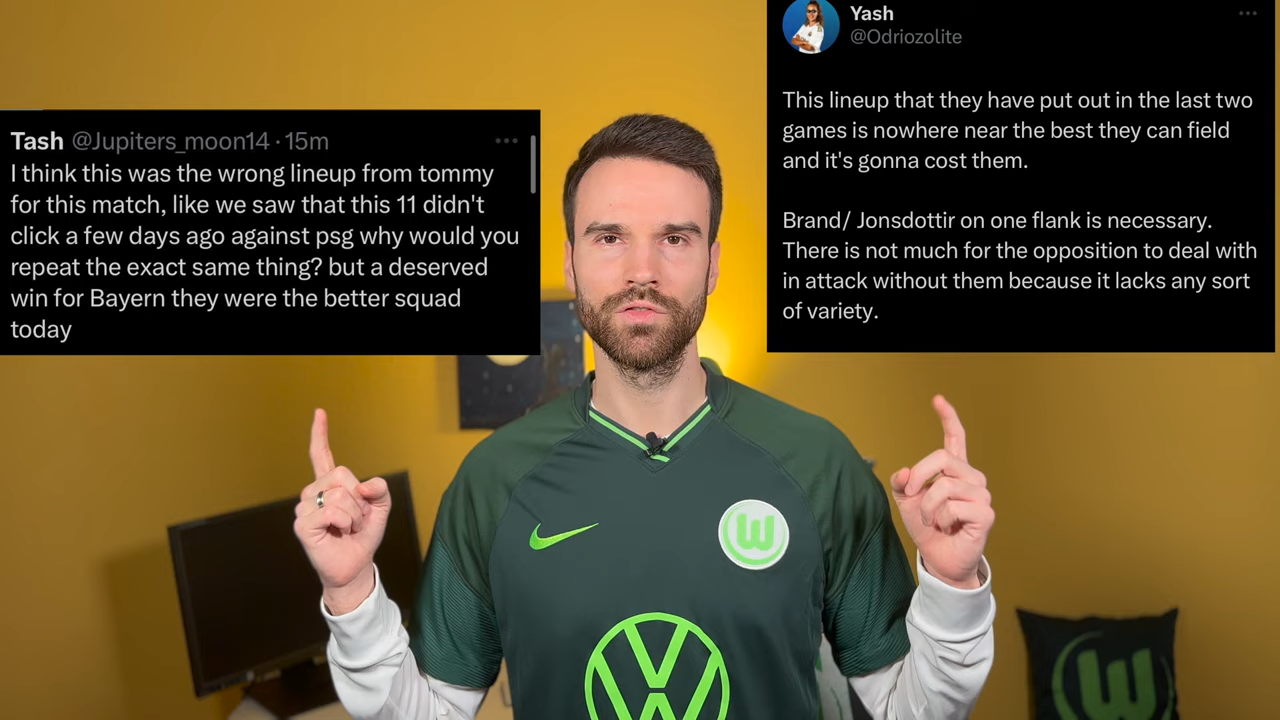 Tash @Jupiters_moon14 · 15m
I think this was the wrong lineup from tommy
for this match, like we saw that this 11 didn't
click a few days ago against psg why would you
repeat the exact same thing? but a deserved
win for Bayern they were the better squad
today
Yash
@Odriozolite
This lineup that they have put out in the last two
games is nowhere near the best they can field
and it's gonna cost them.
Brand/ Jonsdottir on one flank is necessary.
There is not much for the opposition to deal with
in attack without them because it lacks any sort
of variety.
W
VW
W